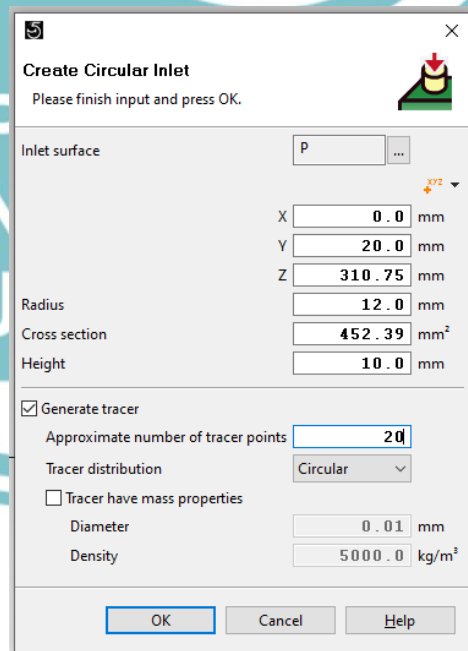 5
Create Circular Inlet
Please finish input and press OK.
Inlet surface P ...
xyz
X 0.0 mm
Y 20.0 mm
Z 310.75 mm
Radius 12.0 mm
Cross section 452.39 mm²
Height 10.0 mm
Generate tracer
Approximate number of tracer points 20
Tracer distribution Circular
Tracer have mass properties
Diameter 0.01 mm
Density 5000.0 kg/m³
OK Cancel Help